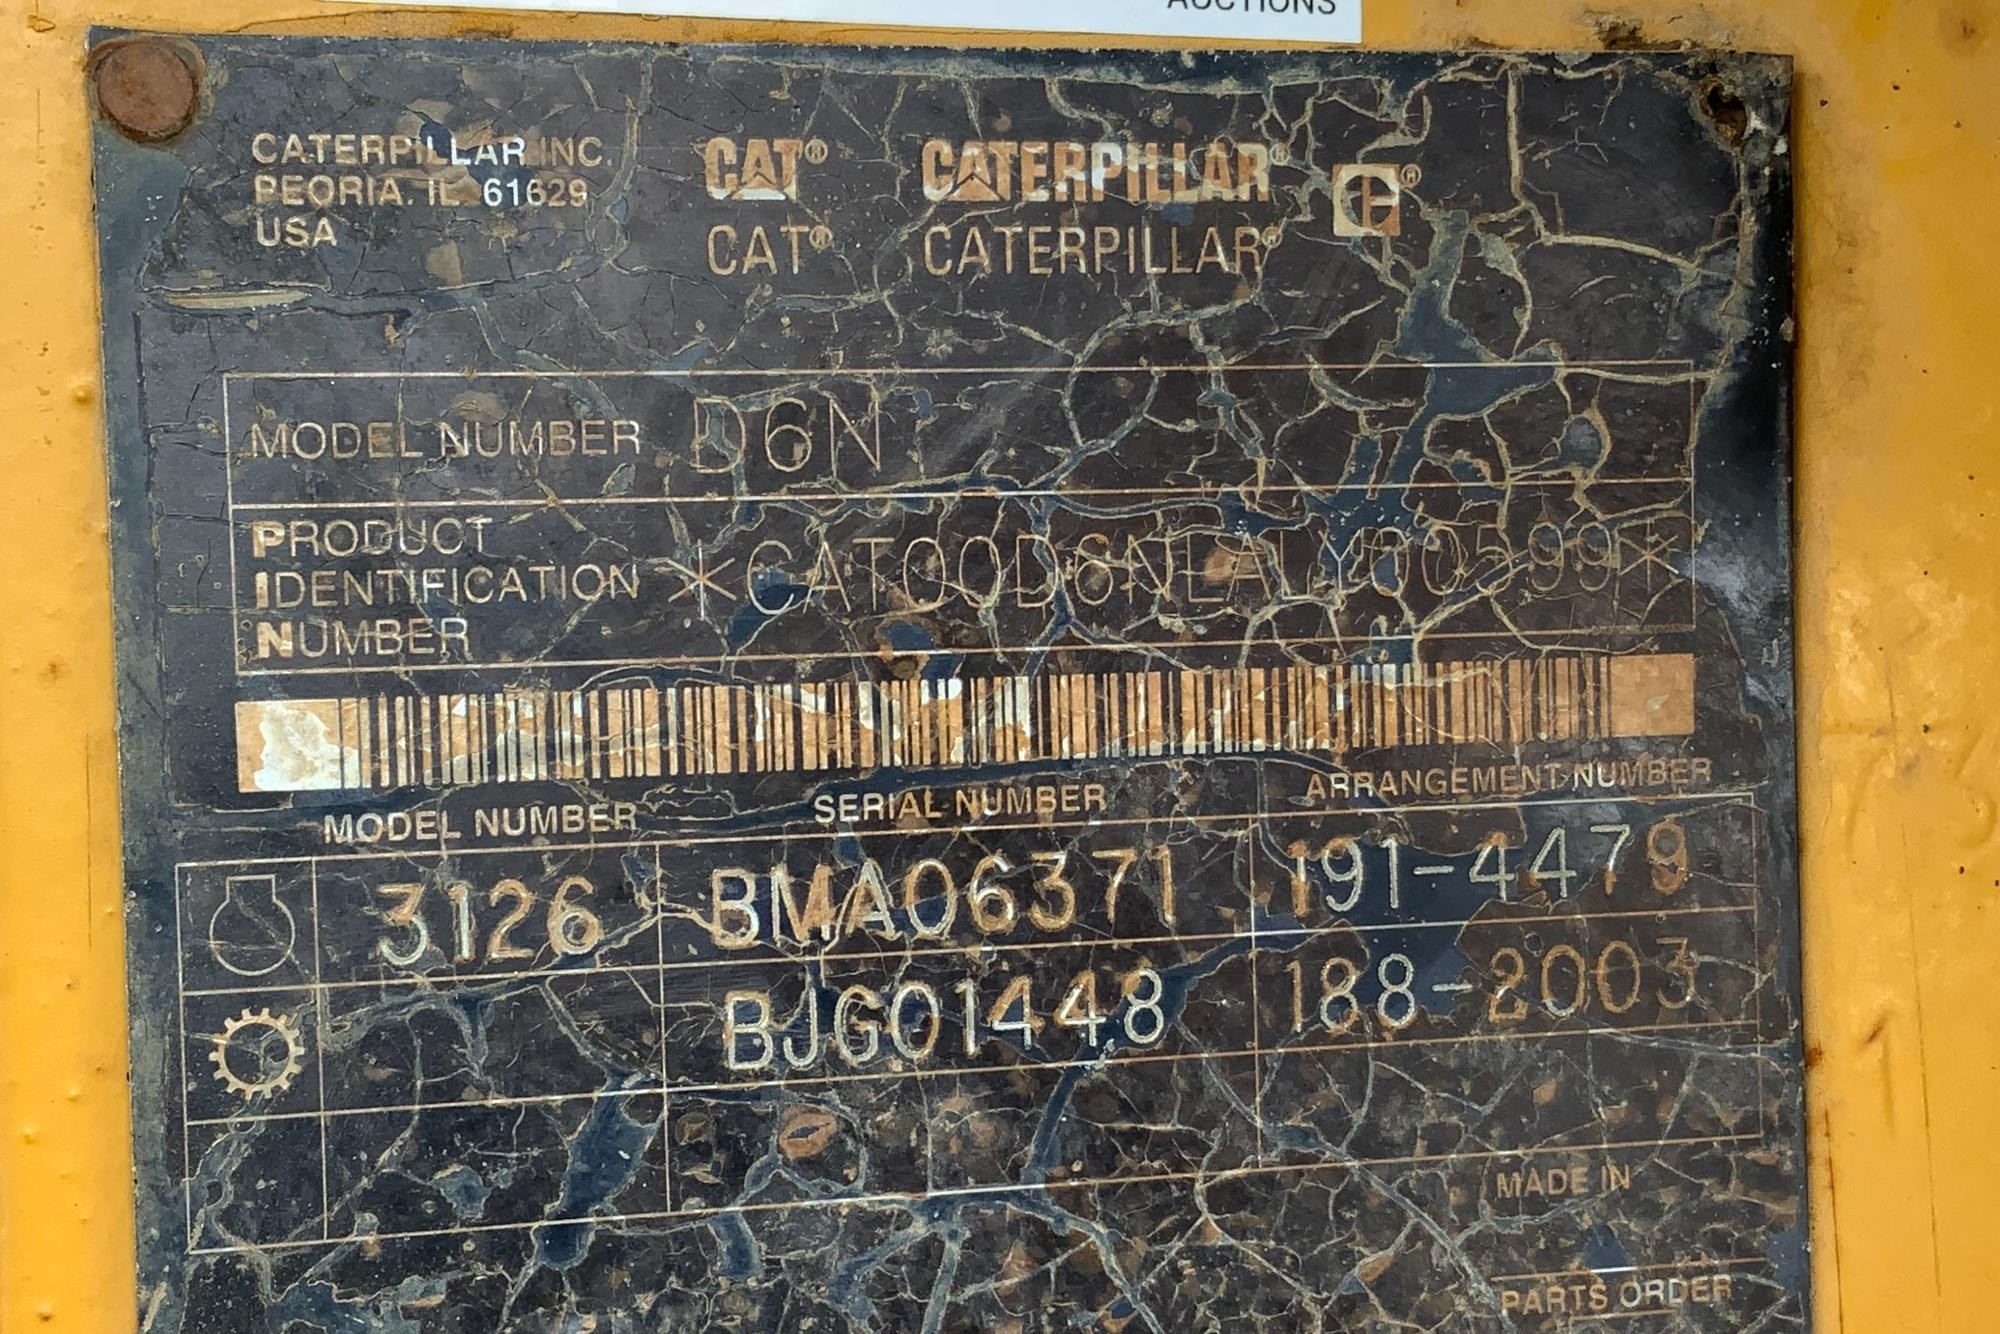 AUCTIONS
CATERPILLAR INC.
PEORIA. IL 61629
USA
CAT® CATERPILLAR® ®
CAT® CATERPILLAR®
MODEL NUMBER D6N
PRODUCT
IDENTIFICATION
NUMBER
*CAT00D6NLALY00599*
MODEL NUMBER SERIAL NUMBER ARRANGEMENT NUMBER
3126 BMA06371 191-4479
BJG01448 188-2003
MADE IN
PARTS ORDER